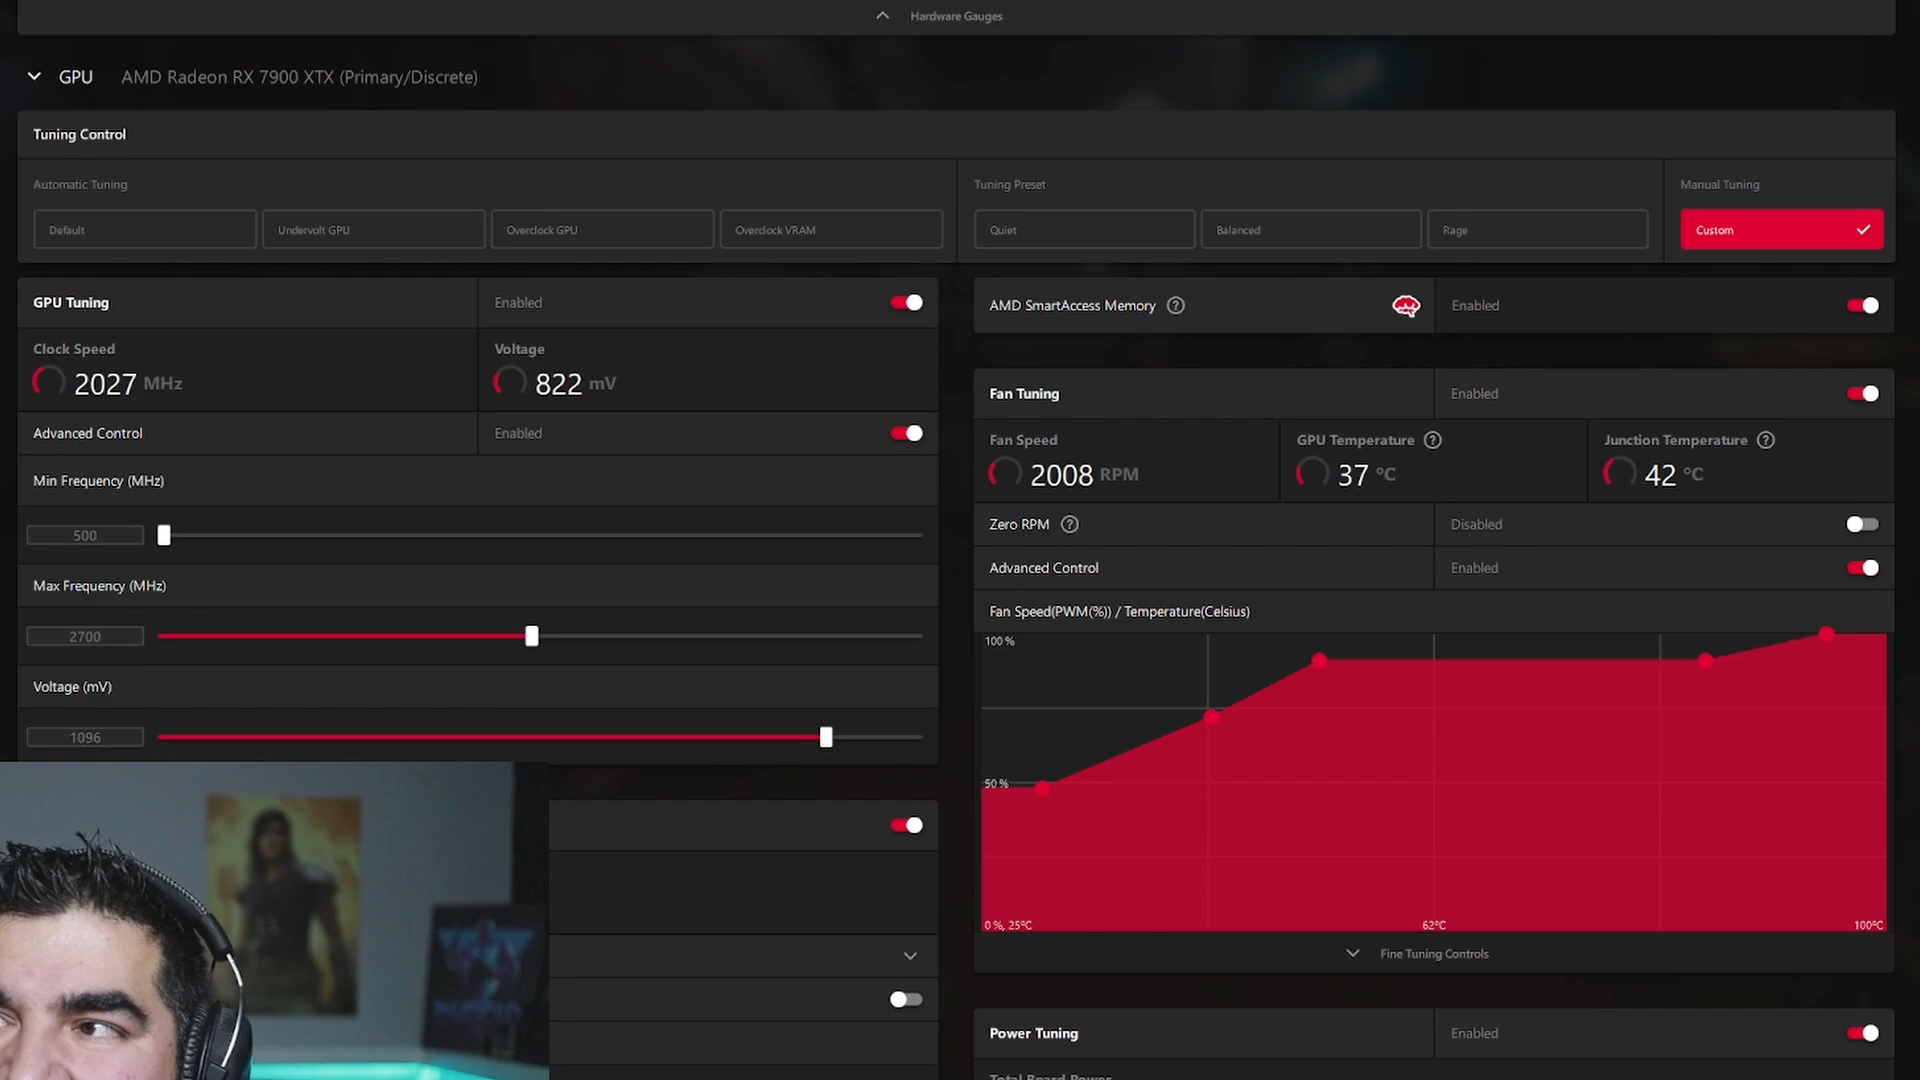 Hardware Gauges
GPU AMD Radeon RX 7900 XTX (Primary/Discrete)
Tuning Control
Automatic Tuning
Default
Undervolt GPU
Overclock GPU
Overclock VRAM
Tuning Preset
Quiet
Balanced
Rage
Manual Tuning
Custom
GPU Tuning
Enabled
Clock Speed
2027 MHz
Voltage
822 mV
Advanced Control
Enabled
Min Frequency (MHz)
500
Max Frequency (MHz)
2700
Voltage (mV)
1096
AMD SmartAccess Memory
Enabled
Fan Tuning
Enabled
Fan Speed
2008 RPM
GPU Temperature
37 °C
Junction Temperature
42 °C
Zero RPM
Disabled
Advanced Control
Enabled
Fan Speed(PWM(%)) / Temperature(Celsius)
100 %
50 %
0 %, 25°C
62°C
100°C
Fine Tuning Controls
Power Tuning
Enabled
Total Board Power